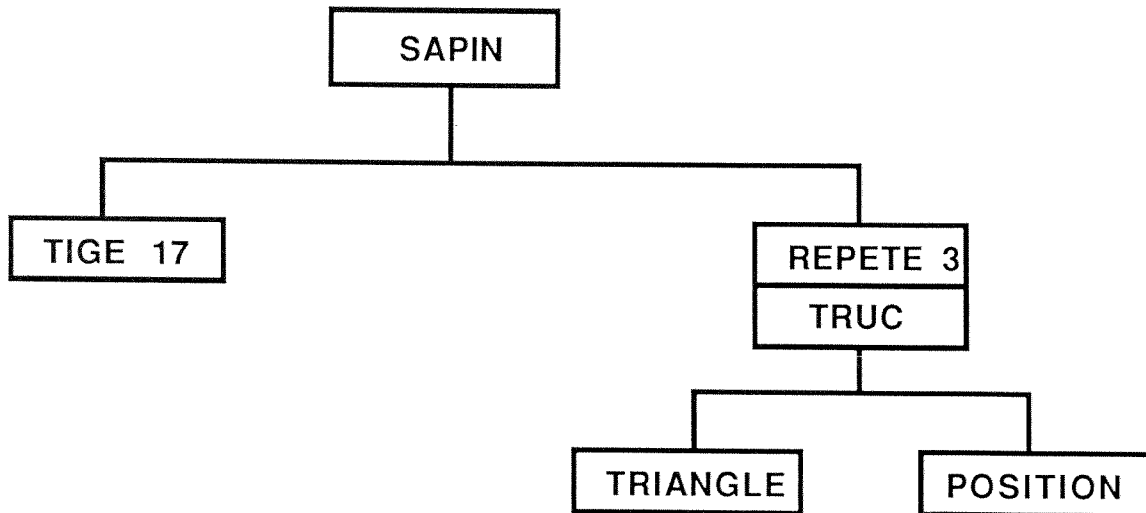 SAPIN
TIGE 17
REPETE 3
TRUC
TRIANGLE
POSITION